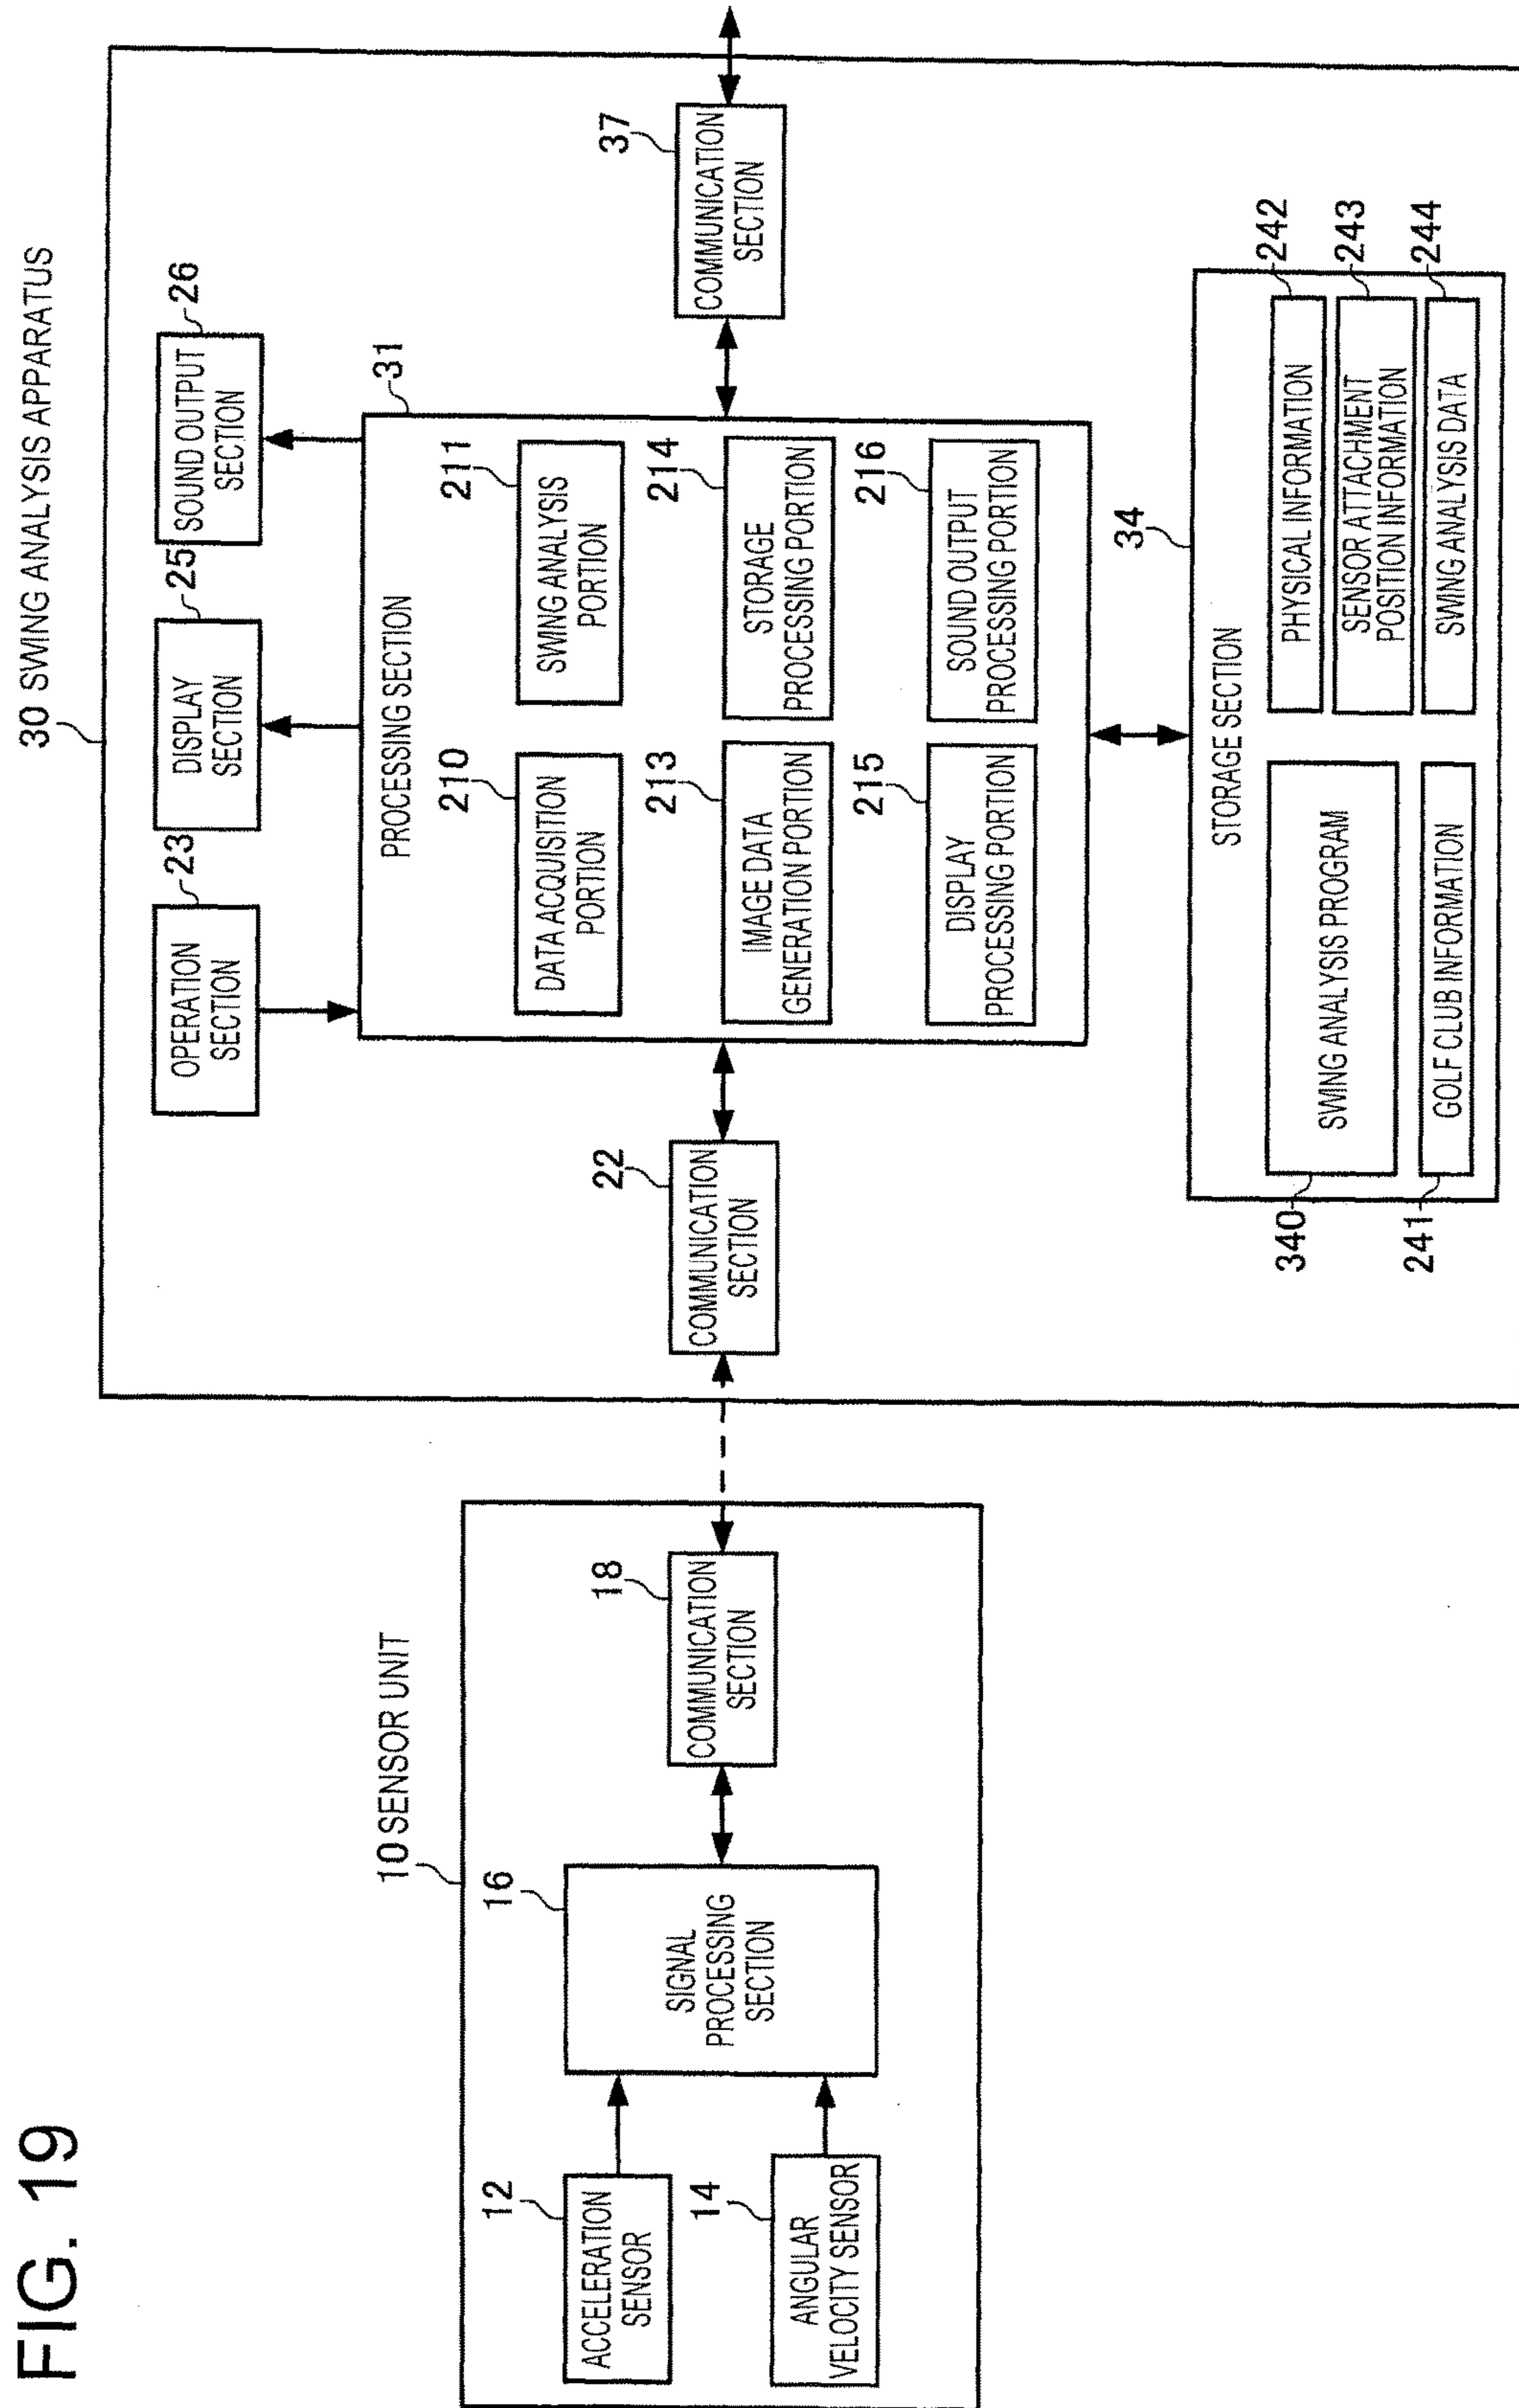 FIG. 19
10 SENSOR UNIT
12
ACCELERATION
SENSOR
14
ANGULAR
VELOCITY SENSOR
16
SIGNAL
PROCESSING
SECTION
18
COMMUNICATION
SECTION
30 SWING ANALYSIS APPARATUS
22
COMMUNICATION
SECTION
23
OPERATION
SECTION
25
DISPLAY
SECTION
26
SOUND OUTPUT
SECTION
31
PROCESSING SECTION
210
DATA ACQUISITION
PORTION
211
SWING ANALYSIS
PORTION
213
IMAGE DATA
GENERATION PORTION
214
STORAGE
PROCESSING PORTION
215
DISPLAY
PROCESSING PORTION
216
SOUND OUTPUT
PROCESSING PORTION
37
COMMUNICATION
SECTION
34
STORAGE SECTION
340
SWING ANALYSIS PROGRAM
241
GOLF CLUB INFORMATION
PHYSICAL INFORMATION
242
SENSOR ATTACHMENT
POSITION INFORMATION
243
SWING ANALYSIS DATA
244